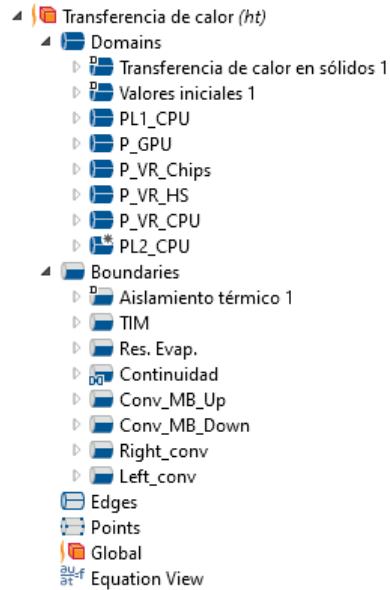 Transferencia de calor (ht)
Domains
Transferencia de calor en sólidos 1
Valores iniciales 1
PL1_CPU
P_GPU
P_VR_Chips
P_VR_HS
P_VR_CPU
PL2_CPU
Boundaries
Aislamiento térmico 1
TIM
Res. Evap.
Continuidad
Conv_MB_Up
Conv_MB_Down
Right_conv
Left_conv
Edges
Points
Global
Equation View